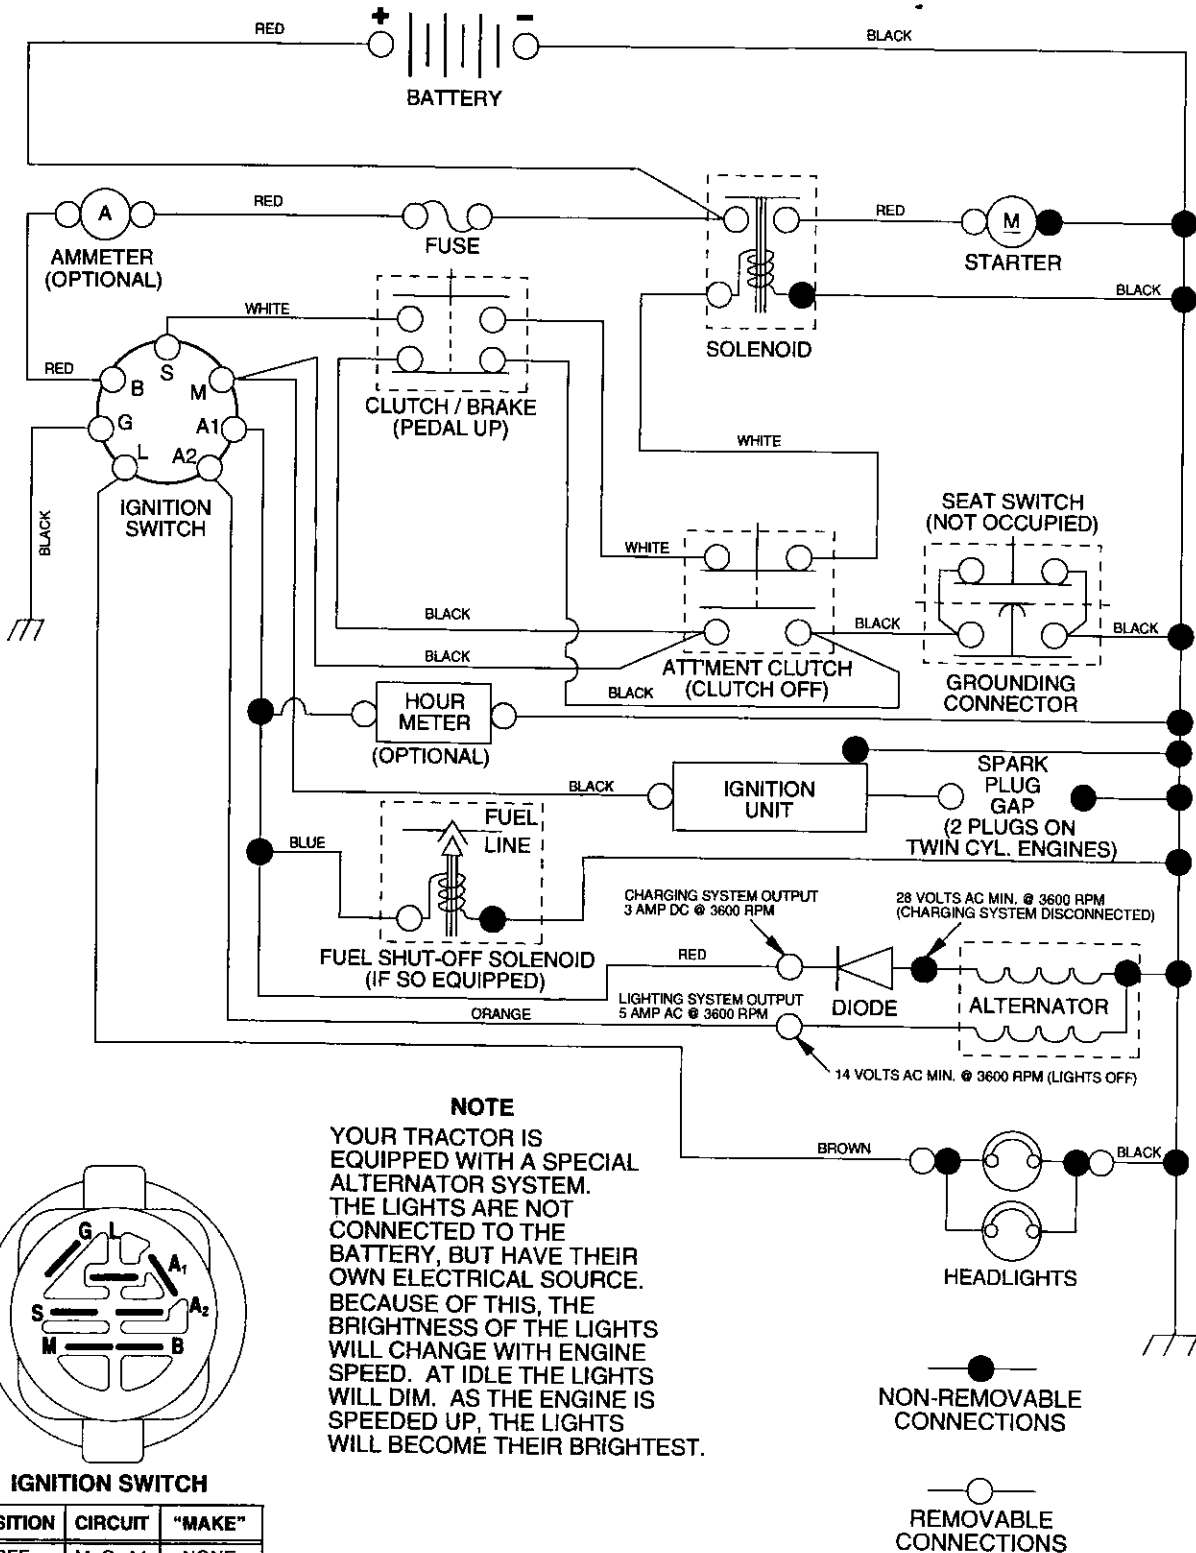 + -
RED
BLACK
BATTERY
RED
A
AMMETER
(OPTIONAL)
FUSE
RED
M
STARTER
WHITE
BLACK
SOLENOID
RED
S
B
M
G
A1
L
A2
IGNITION
SWITCH
BLACK
CLUTCH / BRAKE
(PEDAL UP)
WHITE
SEAT SWITCH
(NOT OCCUPIED)
WHITE
BLACK
BLACK
BLACK
BLACK
ATT'MENT CLUTCH
(CLUTCH OFF)
BLACK
GROUNDING
CONNECTOR
HOUR
METER
(OPTIONAL)
BLACK
IGNITION
UNIT
SPARK
PLUG
GAP
(2 PLUGS ON
TWIN CYL. ENGINES)
BLUE
FUEL
LINE
FUEL SHUT-OFF SOLENOID
(IF SO EQUIPPED)
CHARGING SYSTEM OUTPUT
3 AMP DC @ 3600 RPM
28 VOLTS AC MIN. @ 3600 RPM
(CHARGING SYSTEM DISCONNECTED)
RED
DIODE
ALTERNATOR
LIGHTING SYSTEM OUTPUT
5 AMP AC @ 3600 RPM
ORANGE
14 VOLTS AC MIN. @ 3600 RPM (LIGHTS OFF)
BROWN
BLACK
HEADLIGHTS
NOTE
YOUR TRACTOR IS
EQUIPPED WITH A SPECIAL
ALTERNATOR SYSTEM.
THE LIGHTS ARE NOT
CONNECTED TO THE
BATTERY, BUT HAVE THEIR
OWN ELECTRICAL SOURCE.
BECAUSE OF THIS, THE
BRIGHTNESS OF THE LIGHTS
WILL CHANGE WITH ENGINE
SPEED. AT IDLE THE LIGHTS
WILL DIM. AS THE ENGINE IS
SPEEDED UP, THE LIGHTS
WILL BECOME THEIR BRIGHTEST.
G L
A1
S
A2
M B
IGNITION SWITCH
SITION CIRCUIT "MAKE"
NON-REMOVABLE
CONNECTIONS
REMOVABLE
CONNECTIONS